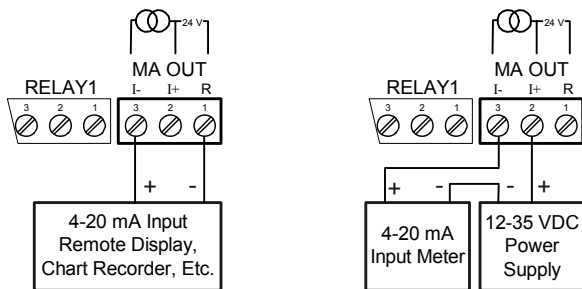 24 V
MA OUT
RELAY1 I- I+ R
3 2 1 3 2 1
+ -
4-20 mA Input
Remote Display,
Chart Recorder, Etc.
24 V
MA OUT
RELAY1 I- I+ R
3 2 1 3 2 1
+ - - +
4-20 mA
Input Meter
12-35 VDC
Power
Supply